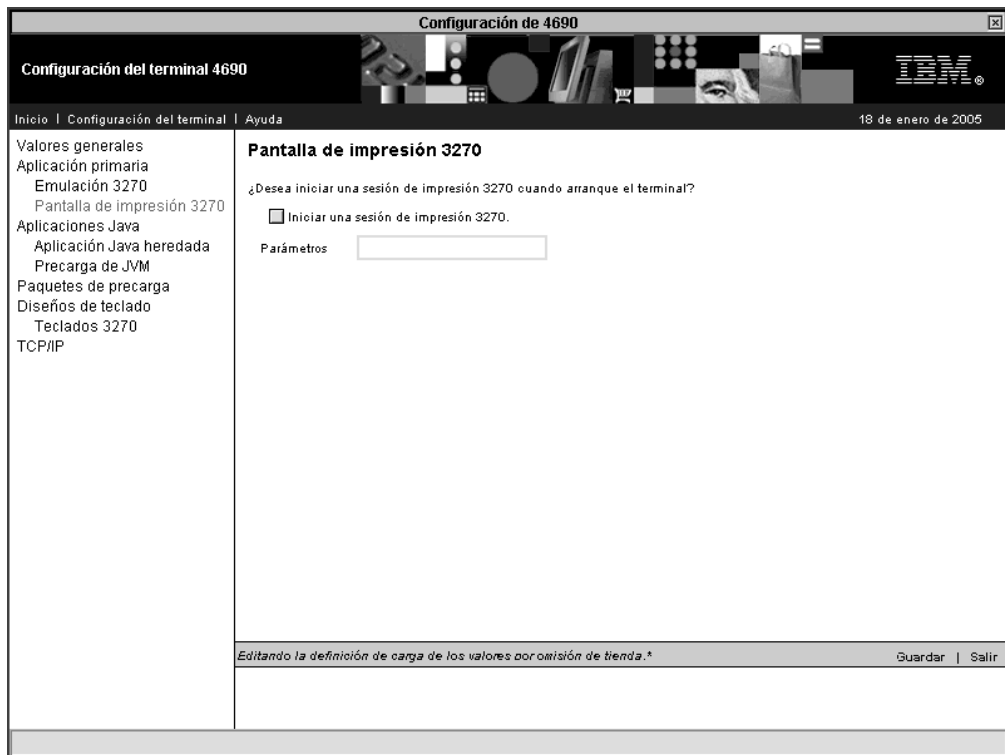 Configuración de 4690
Configuración del terminal 4690
IBM®
Inicio | Configuración del terminal | Ayuda
18 de enero de 2005
Valores generales
Aplicación primaria
Emulación 3270
Pantalla de impresión 3270
Aplicaciones Java
Aplicación Java heredada
Precarga de JVM
Paquetes de precarga
Diseños de teclado
Teclados 3270
TCP/IP
Pantalla de impresión 3270
¿Desea iniciar una sesión de impresión 3270 cuando arranque el terminal?
Iniciar una sesión de impresión 3270.
Parámetros
Editando la definición de carga de los valores por omisión de tienda.*
Guardar | Salir